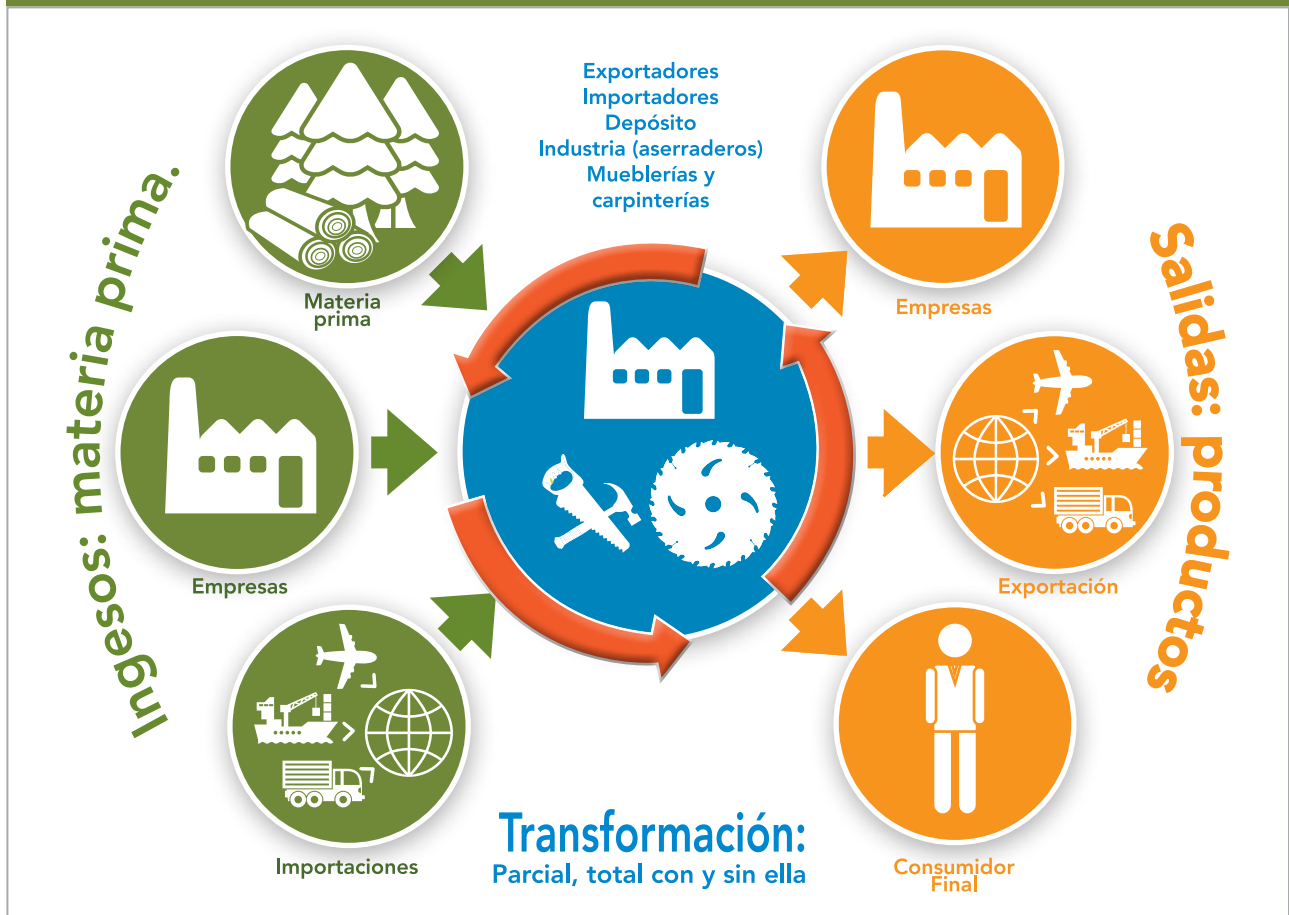 Ingesos: materia prima.
Materia
prima
Empresas
Importaciones
Exportadores
Importadores
Depósito
Industria (aserraderos)
Mueblerías y
carpinterías
Transformación:
Parcial, total con y sin ella
Empresas
Exportación
Consumidor
Final
Salidas: productos